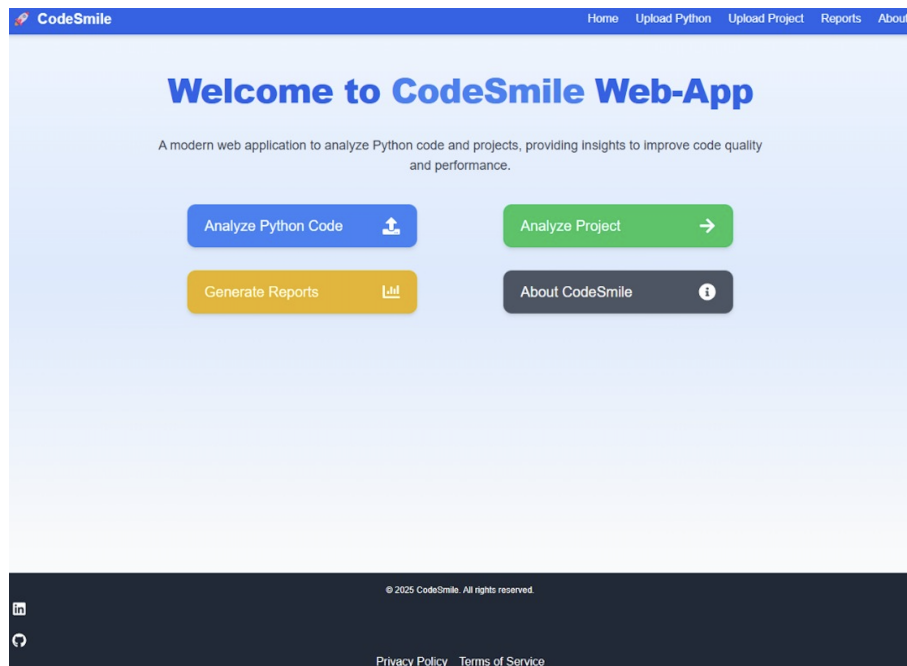 CodeSmile
Home Upload Python Upload Project Reports About
Welcome to CodeSmile Web-App
A modern web application to analyze Python code and projects, providing insights to improve code quality
and performance.
Analyze Python Code
Analyze Project
Generate Reports
About CodeSmile
© 2025 CodeSmile. All rights reserved.
in
Privacy Policy Terms of Service